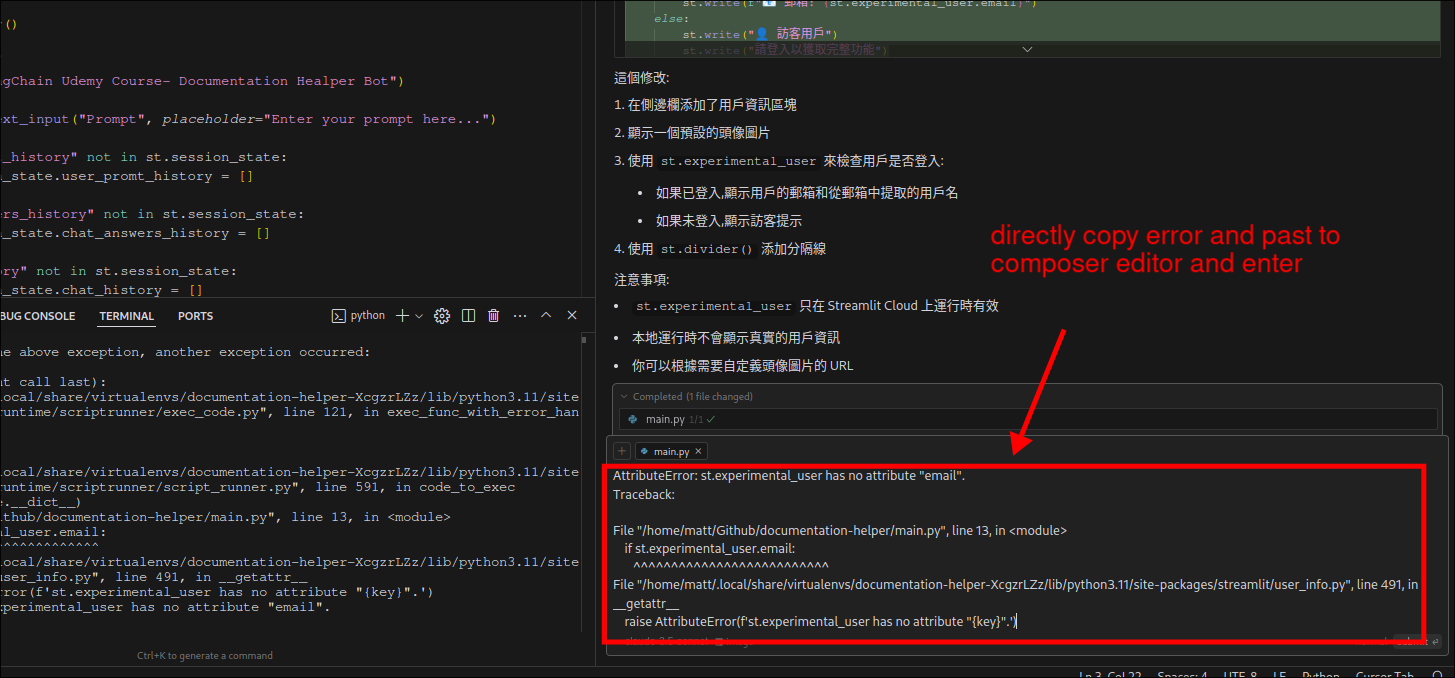 ()
ngChain Udemy Course- Documentation Healper Bot")
ext_input("Prompt", placeholder="Enter your prompt here...")
_history" not in st.session_state:
n_state.user_promt_history = []
ers_history" not in st.session_state:
n_state.chat_answers_history = []
ory" not in st.session_state:
n_state.chat_history = []
BUG CONSOLE TERMINAL PORTS python
he above exception, another exception occurred:
nt call last):
local/share/virtualenvs/documentation-helper-XcgzrLZz/lib/python3.11/site
runtime/scriptrunner/exec_code.py", line 121, in exec_func_with_error_han
local/share/virtualenvs/documentation-helper-XcgzrLZz/lib/python3.11/site
runtime/scriptrunner/script_runner.py", line 591, in code_to_exec
e.__dict__)
ithub/documentation-helper/main.py", line 13, in <module>
al_user.email:
^^^^^^^^^^^^^
local/share/virtualenvs/documentation-helper-XcgzrLZz/lib/python3.11/site
user_info.py", line 491, in __getattr__
rror(f'st.experimental_user has no attribute "{key}".')
xperimental_user has no attribute "email".
Ctrl+K to generate a command
st.write(f"📧 郵箱: {st.experimental_user.email}")
else:
st.write("👤 訪客用戶")
st.write("請登入以獲取完整功能")
這個修改:
1. 在側邊欄添加了用戶資訊區塊
2. 顯示一個預設的頭像圖片
3. 使用 st.experimental_user 來檢查用戶是否登入:
• 如果已登入,顯示用戶的郵箱和從郵箱中提取的用戶名
• 如果未登入,顯示訪客提示
4. 使用 st.divider() 添加分隔線
注意事項:
• st.experimental_user 只在 Streamlit Cloud 上運行時有效
• 本地運行時不會顯示真實的用戶資訊
• 你可以根據需要自定義頭像圖片的 URL
directly copy error and past to
composer editor and enter
Completed (1 file changed)
main.py 1/1 ✓
+ main.py ×
AttributeError: st.experimental_user has no attribute "email".
Traceback:
File "/home/matt/Github/documentation-helper/main.py", line 13, in <module>
if st.experimental_user.email:
^^^^^^^^^^^^^^^^^^^^^^^^^^
File "/home/matt/.local/share/virtualenvs/documentation-helper-XcgzrLZz/lib/python3.11/site-packages/streamlit/user_info.py", line 491, in
__getattr__
raise AttributeError(f'st.experimental_user has no attribute "{key}".')
Ln 3, Col 22 Spaces: 4 UTF-8 LF Python Cursor Tab